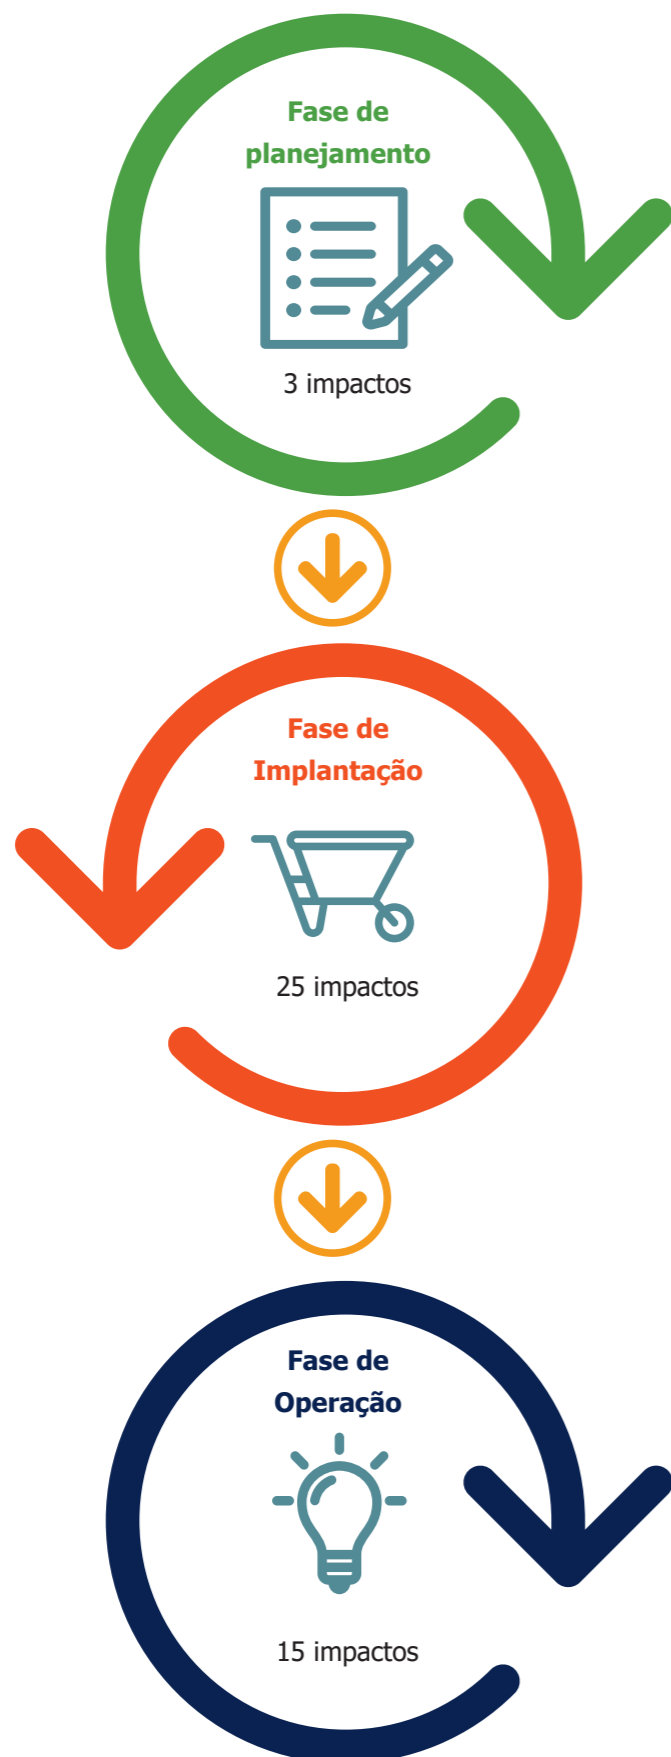 Fase de
planejamento
3 impactos
Fase de
Implantação
25 impactos
Fase de
Operação
15 impactos